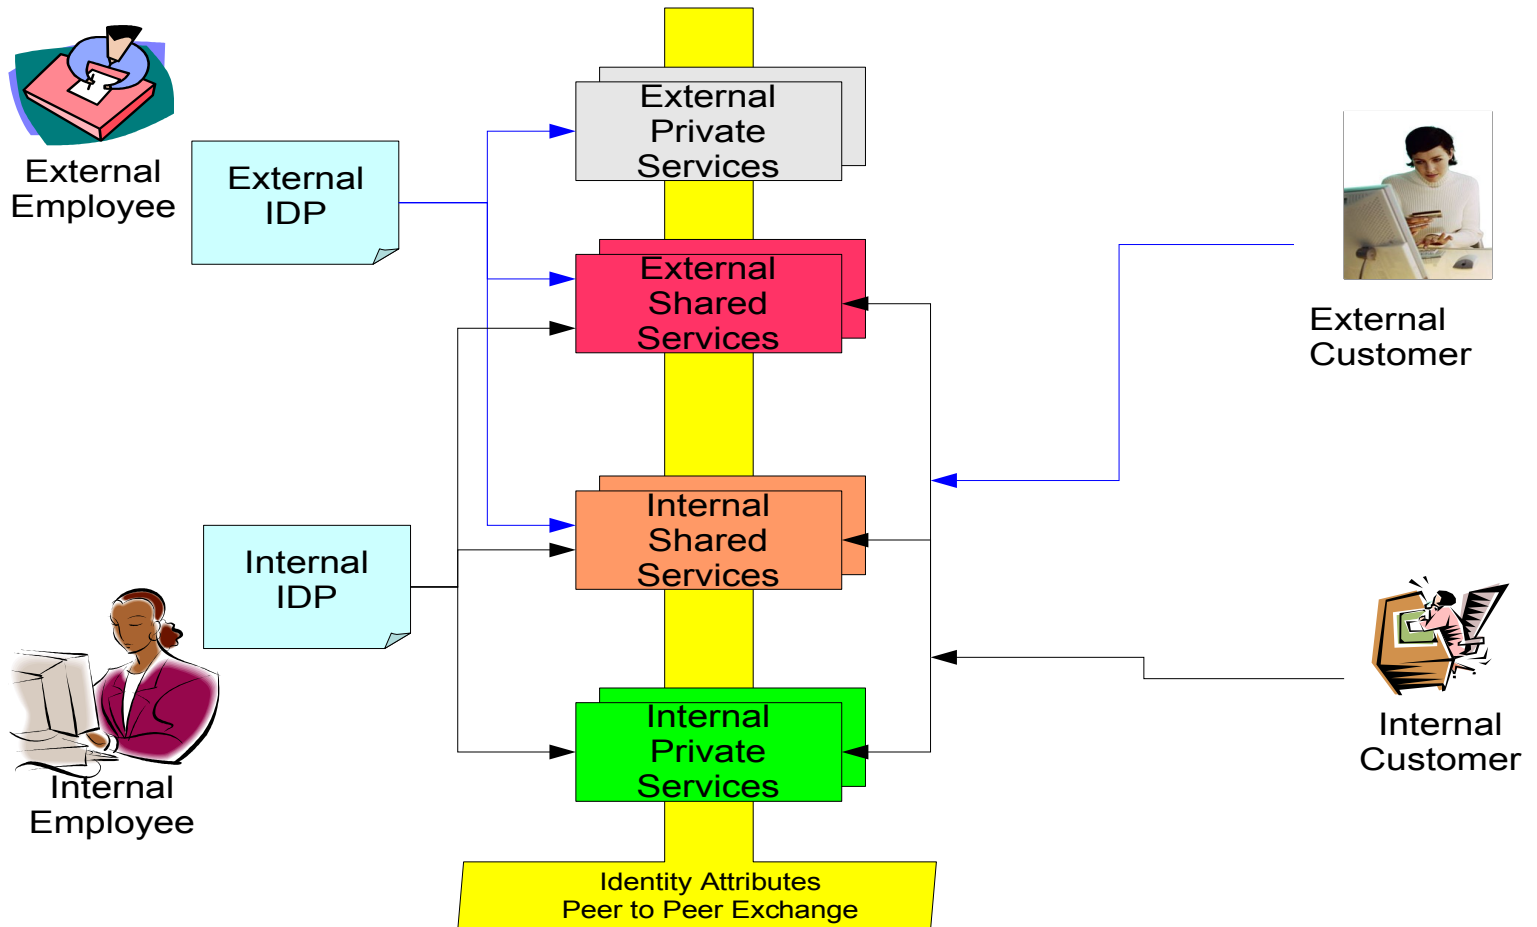 External
Employee
External
IDP
External
Private
Services
External
Shared
Services
External
Customer
Internal
IDP
Internal
Shared
Services
Internal
Employee
Internal
Private
Services
Internal
Customer
Identity Attributes
Peer to Peer Exchange